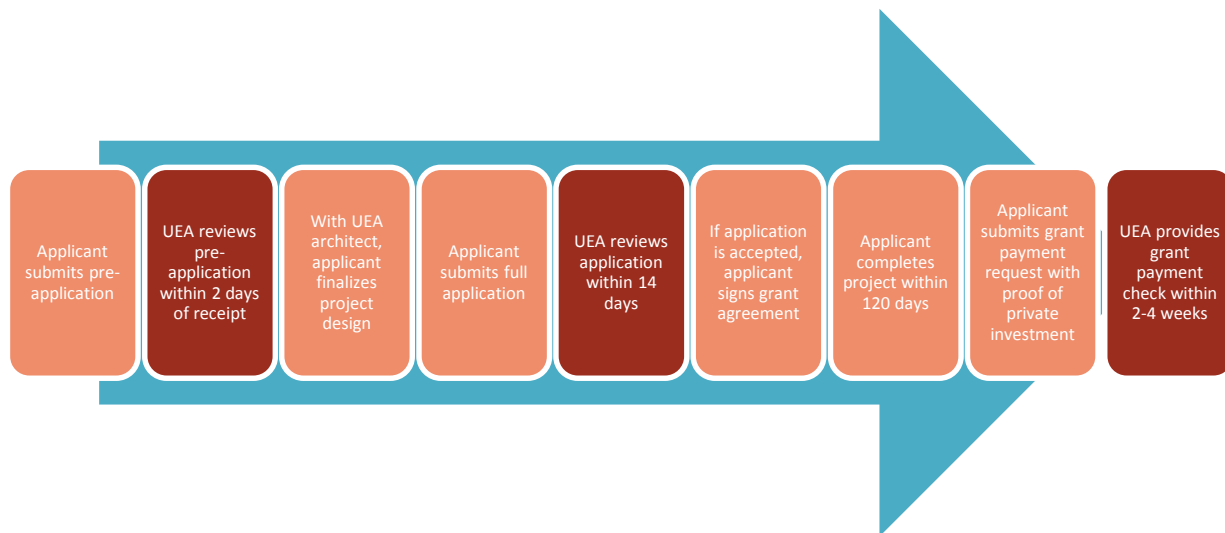 Applicant
submits pre-
application
UEA reviews
pre-
application
within 2 days
of receipt
With UEA
architect,
applicant
finalizes
project
design
Applicant
submits full
application
UEA reviews
application
within 14
days
If application
is accepted,
applicant
signs grant
agreement
Applicant
completes
project within
120 days
Applicant
submits grant
payment
request with
proof of
private
investment
UEA provides
grant
payment
check within
2-4 weeks